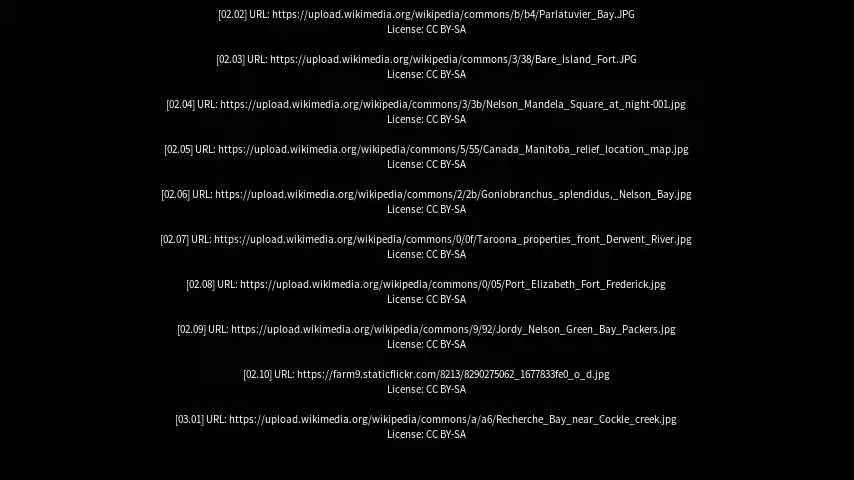 [02.02] URL: https://upload.wikimedia.org/wikipedia/commons/b/b4/Parlatuvier_Bay.JPG
License: CC BY-SA
[02.03] URL: https://upload.wikimedia.org/wikipedia/commons/3/38/Bare_Island_Fort.JPG
License: CC BY-SA
[02.04] URL: https://upload.wikimedia.org/wikipedia/commons/3/3b/Nelson_Mandela_Square_at_night-001.jpg
License: CC BY-SA
[02.05] URL: https://upload.wikimedia.org/wikipedia/commons/5/55/Canada_Manitoba_relief_location_map.jpg
License: CC BY-SA
[02.06] URL: https://upload.wikimedia.org/wikipedia/commons/2/2b/Goniobranchus_splendidus,_Nelson_Bay.jpg
License: CC BY-SA
[02.07] URL: https://upload.wikimedia.org/wikipedia/commons/0/0f/Taroona_properties_front_Derwent_River.jpg
License: CC BY-SA
[02.08] URL: https://upload.wikimedia.org/wikipedia/commons/0/05/Port_Elizabeth_Fort_Frederick.jpg
License: CC BY-SA
[02.09] URL: https://upload.wikimedia.org/wikipedia/commons/9/92/Jordy_Nelson_Green_Bay_Packers.jpg
License: CC BY-SA
[02.10] URL: https://farm9.staticflickr.com/8213/8290275062_1677833fe0_o_d.jpg
License: CC BY-SA
[03.01] URL: https://upload.wikimedia.org/wikipedia/commons/a/a6/Recherche_Bay_near_Cockle_creek.jpg
License: CC BY-SA